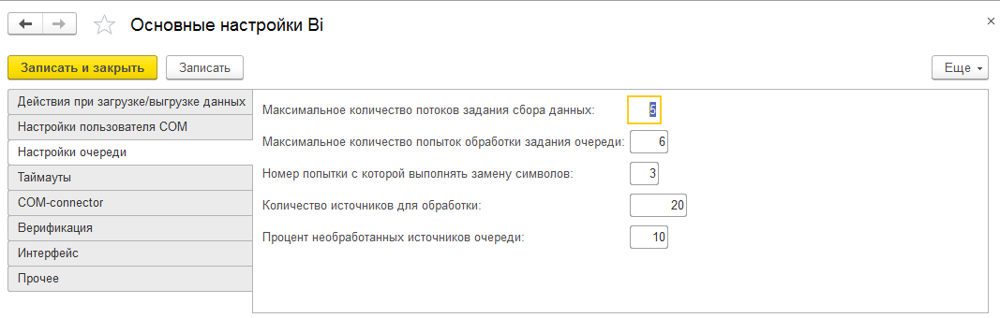 Основные настройки Bi
Записать и закрыть
Записать
Еще
Действия при загрузке/выгрузке данных
Настройки пользователя COM
Настройки очереди
Таймауты
COM-connector
Верификация
Интерфейс
Прочее
Максимальное количество потоков задания сбора данных: 5
Максимальное количество попыток обработки задания очереди: 6
Номер попытки с которой выполнять замену символов: 3
Количество источников для обработки: 20
Процент необработанных источников очереди: 10